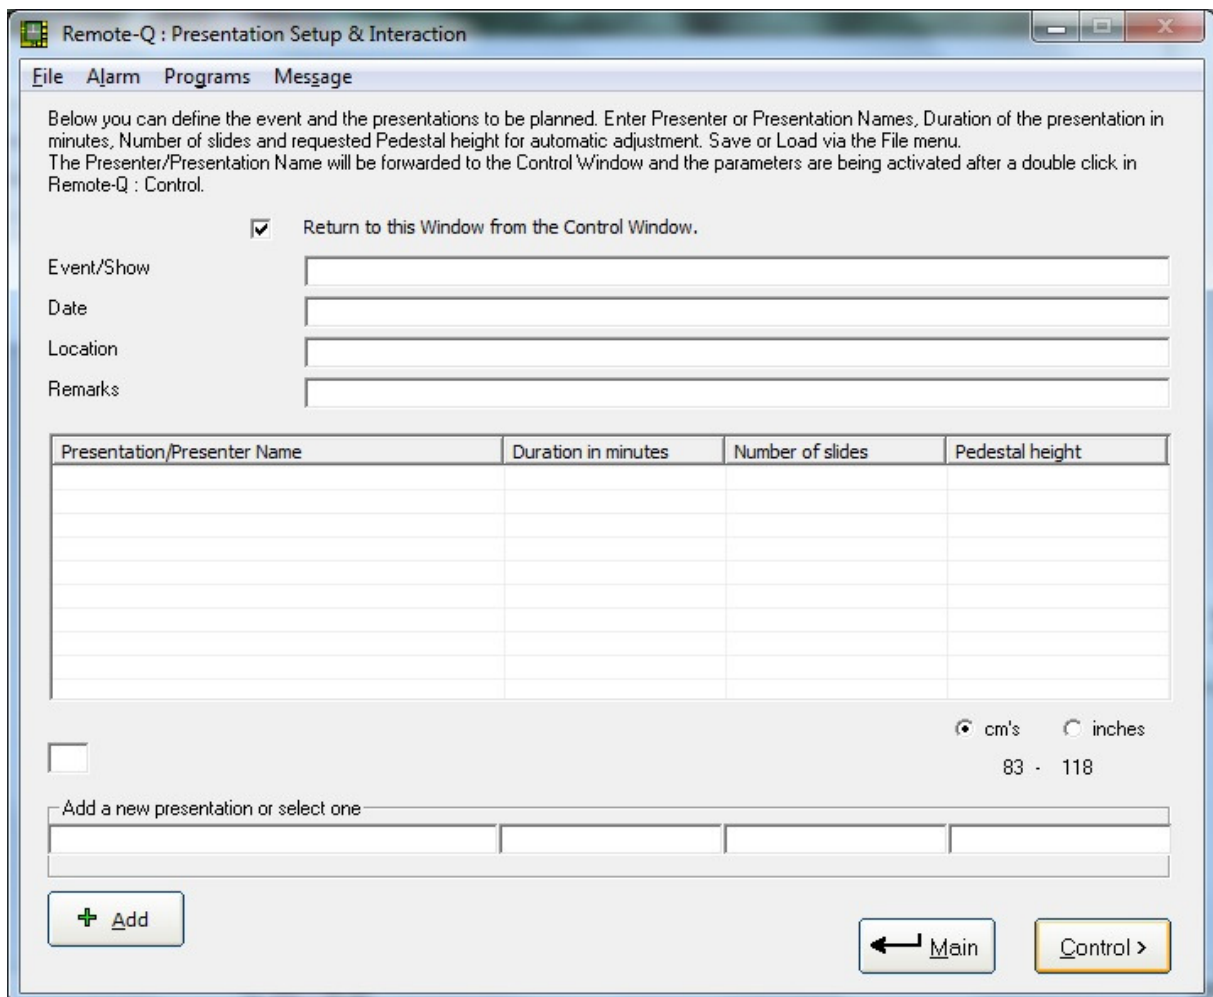 Remote-Q : Presentation Setup & Interaction
File Alarm Programs Message
Below you can define the event and the presentations to be planned. Enter Presenter or Presentation Names, Duration of the presentation in
minutes, Number of slides and requested Pedestal height for automatic adjustment. Save or Load via the File menu.
The Presenter/Presentation Name will be forwarded to the Control Window and the parameters are being activated after a double click in
Remote-Q : Control.
Return to this Window from the Control Window.
Event/Show
Date
Location
Remarks
Presentation/Presenter Name Duration in minutes Number of slides Pedestal height
cm's inches
83 - 118
Add a new presentation or select one
Add
Main
Control >